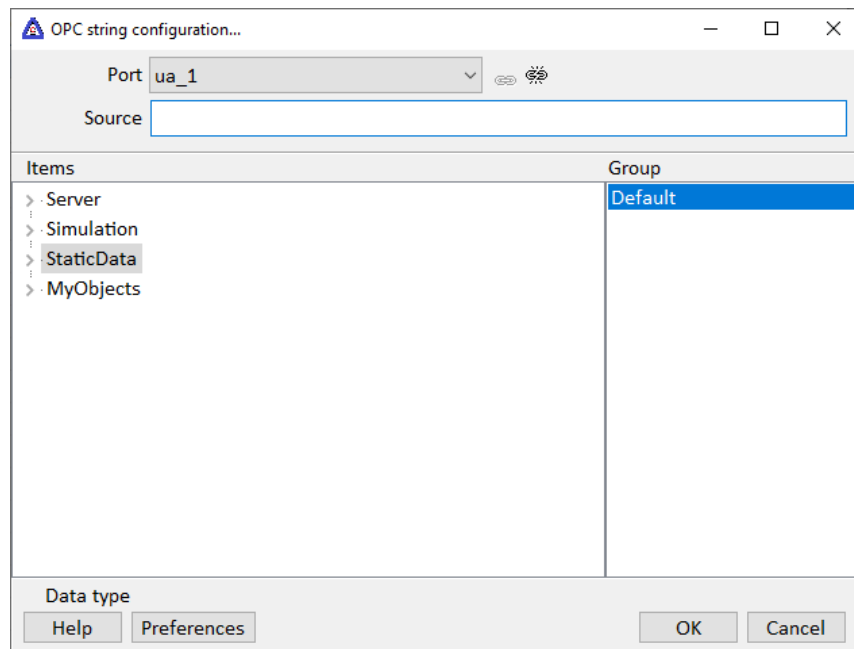 OPC string configuration...
Port ua_1
Source
Items Group
Server Default
Simulation
StaticData
MyObjects
Data type
Help Preferences OK Cancel